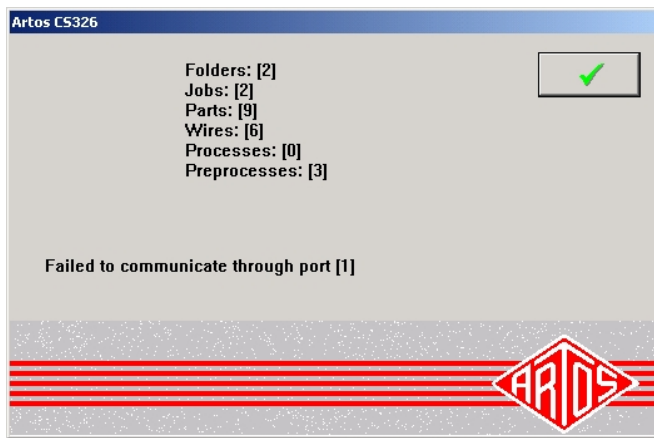 Artos CS326
Folders: [2]
Jobs: [2]
Parts: [9]
Wires: [6]
Processes: [0]
Preprocesses: [3]
Failed to communicate through port [1]
ARTOS